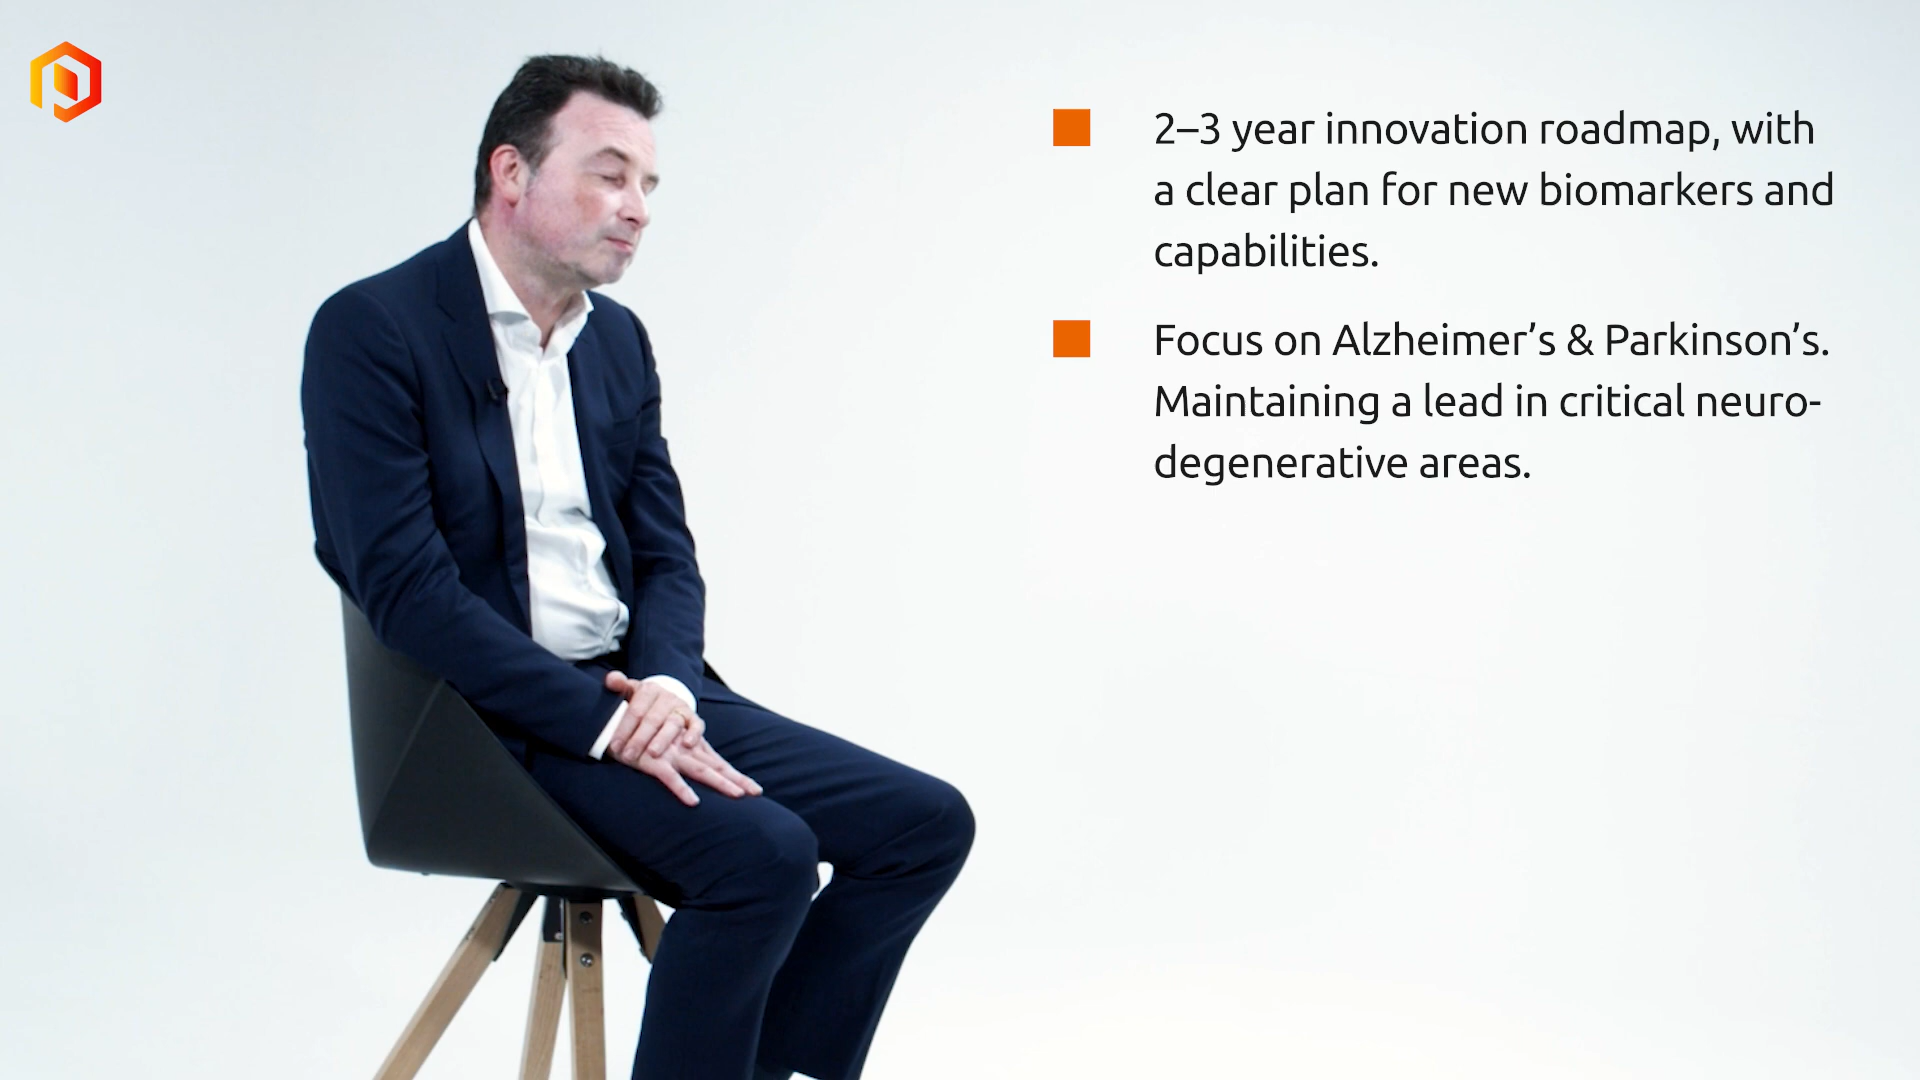 2–3 year innovation roadmap, with
a clear plan for new biomarkers and
capabilities.
Focus on Alzheimer’s & Parkinson’s.
Maintaining a lead in critical neuro-
degenerative areas.